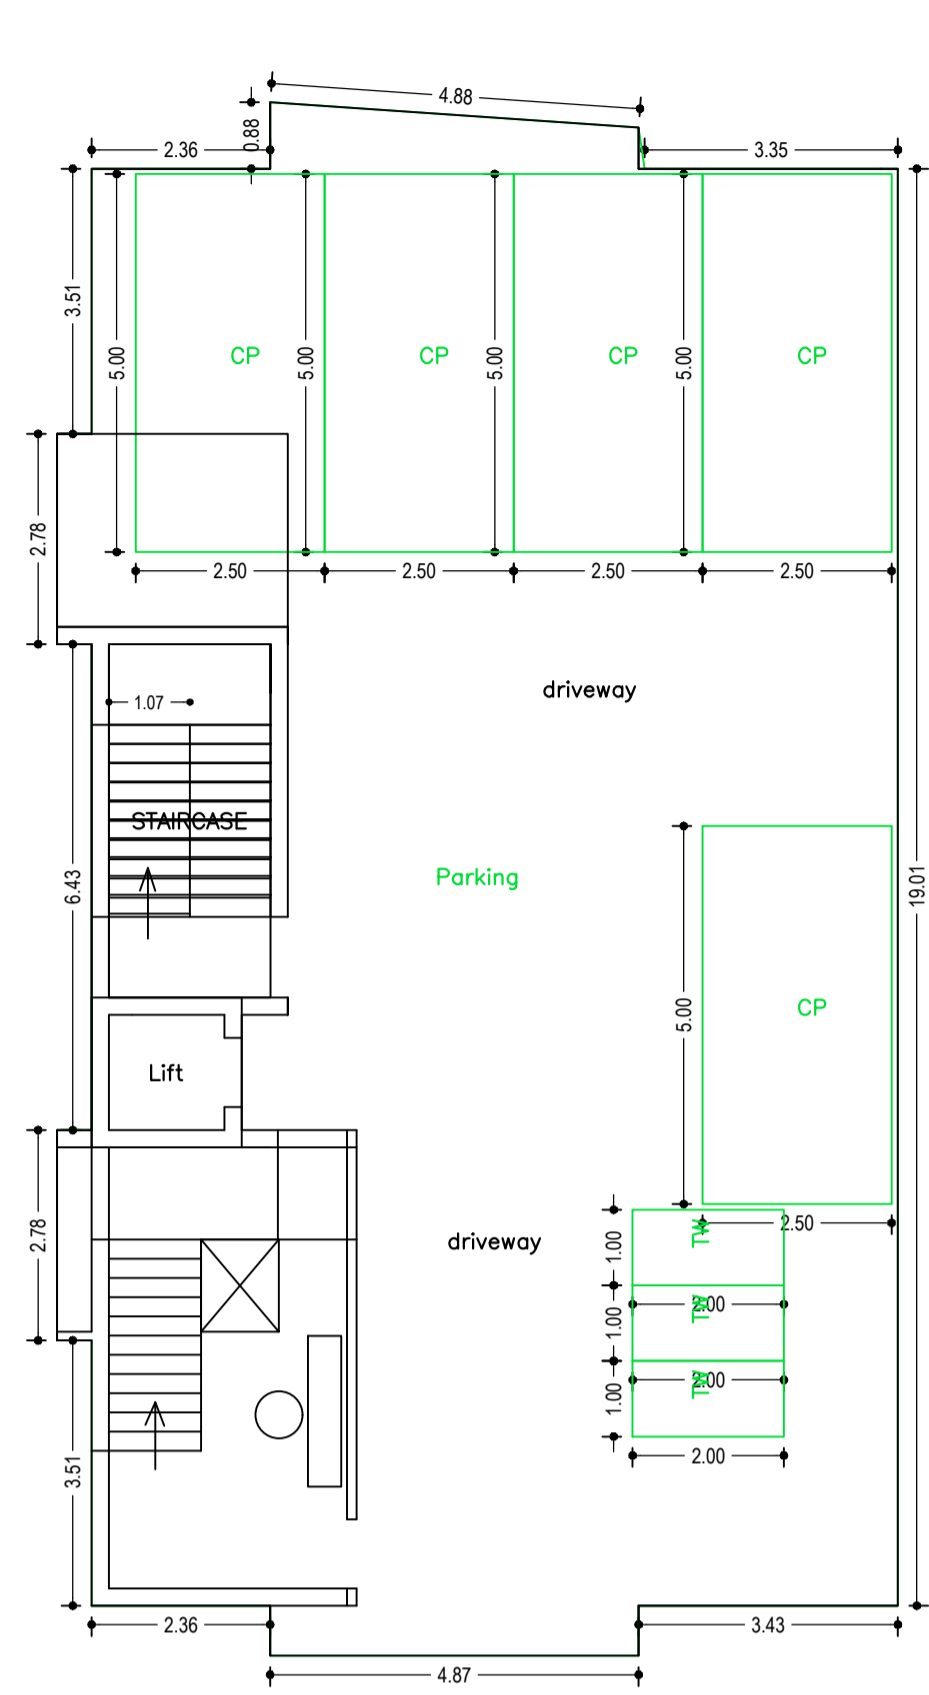 4.88
0.88
2.36
3.35
3.51
5.00
CP
5.00
CP
5.00
CP
5.00
CP
2.78
2.50
2.50
2.50
2.50
driveway
1.07
STAIRCASE
6.43
Parking
19.01
5.00
CP
Lift
2.50
2.78
driveway
1.00
TW
2.00
1.00
TW
2.00
1.00
TW
2.00
3.51
2.36
3.43
4.87